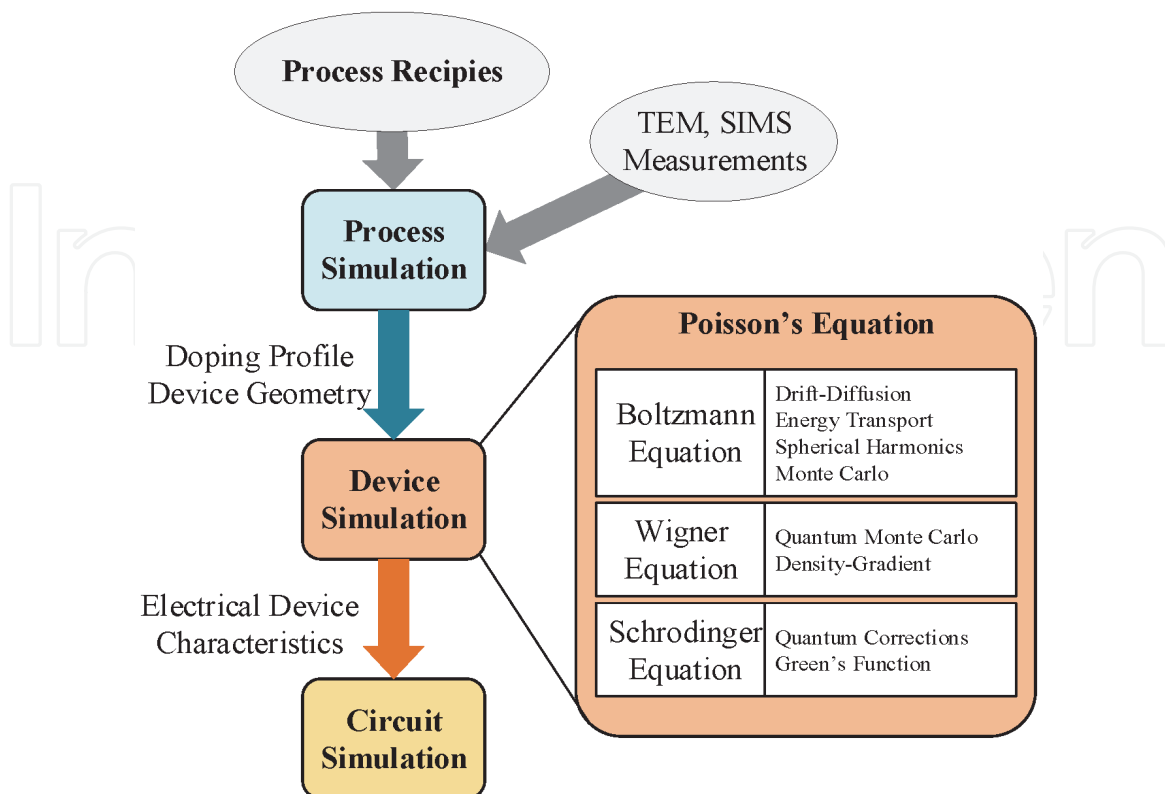 Process Recipies
TEM, SIMS
Measurements
Process
Simulation
Doping Profile
Device Geometry
Device
Simulation
Electrical Device
Characteristics
Circuit
Simulation
Poisson’s Equation
Boltzmann
Equation
Drift-Diffusion
Energy Transport
Spherical Harmonics
Monte Carlo
Wigner
Equation
Quantum Monte Carlo
Density-Gradient
Schrodinger
Equation
Quantum Corrections
Green’s Function